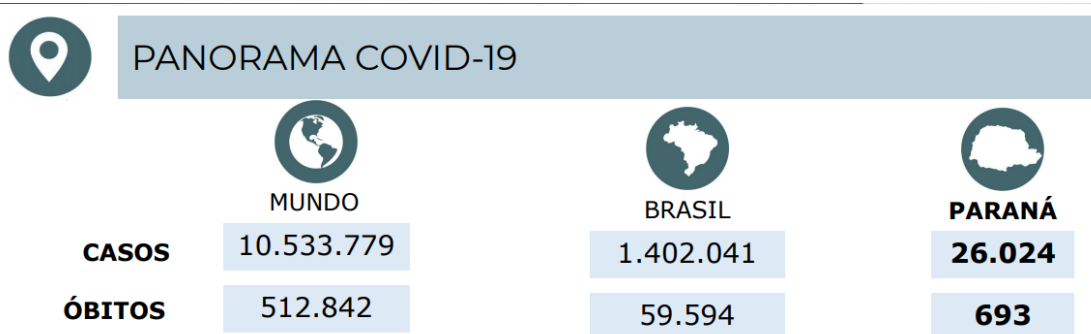 PANORAMA COVID-19
MUNDO BRASIL PARANÁ
CASOS 10.533.779 1.402.041 26.024
ÓBITOS 512.842 59.594 693